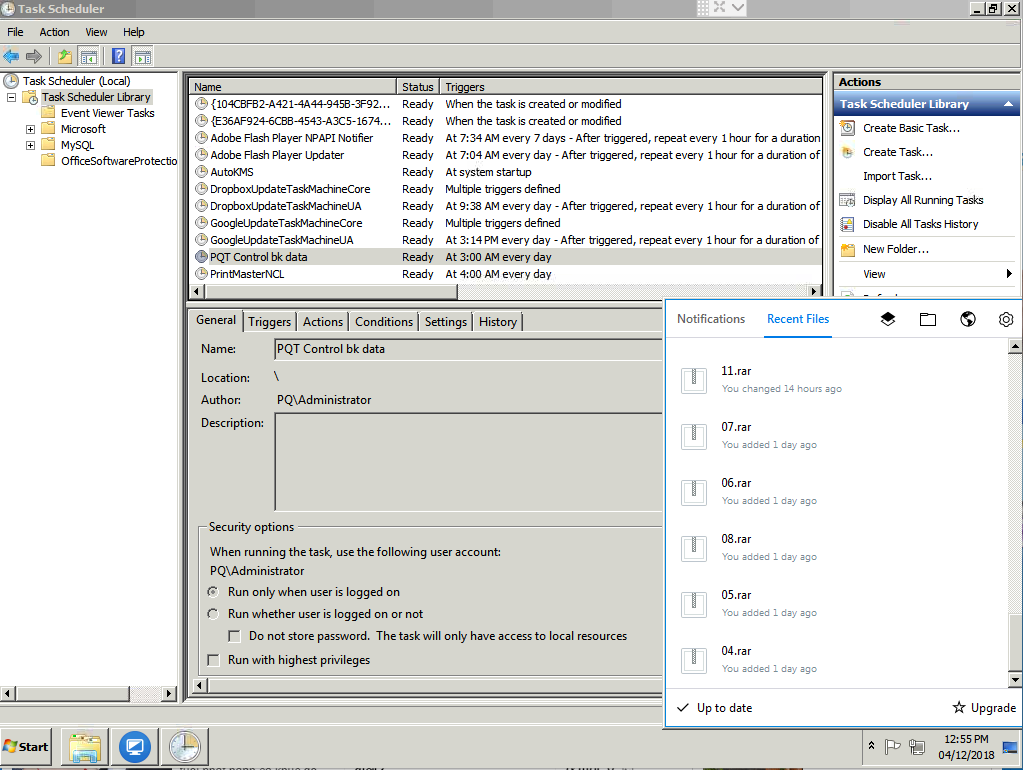 Task Scheduler
File Action View Help
Task Scheduler (Local)
Task Scheduler Library
Event Viewer Tasks
Microsoft
MySQL
OfficeSoftwareProtectio
Name Status Triggers
{104CBFB2-A421-4A44-945B-3F92... Ready When the task is created or modified
{E36AF924-6CBB-4543-A3C5-1674... Ready When the task is created or modified
Adobe Flash Player NPAPI Notifier Ready At 7:34 AM every 7 days - After triggered, repeat every 1 hour for a duration
Adobe Flash Player Updater Ready At 7:04 AM every day - After triggered, repeat every 1 hour for a duration of
AutoKMS Ready At system startup
DropboxUpdateTaskMachineCore Ready Multiple triggers defined
DropboxUpdateTaskMachineUA Ready At 9:38 AM every day - After triggered, repeat every 1 hour for a duration of
GoogleUpdateTaskMachineCore Ready Multiple triggers defined
GoogleUpdateTaskMachineUA Ready At 3:14 PM every day - After triggered, repeat every 1 hour for a duration of
PQT Control bk data Ready At 3:00 AM every day
PrintMasterNCL Ready At 4:00 AM every day
General Triggers Actions Conditions Settings History
Name: PQT Control bk data
Location: \
Author: PQ\Administrator
Description:
Security options
When running the task, use the following user account:
PQ\Administrator
Run only when user is logged on
Run whether user is logged on or not
Do not store password. The task will only have access to local resources
Run with highest privileges
Actions
Task Scheduler Library
Create Basic Task...
Create Task...
Import Task...
Display All Running Tasks
Disable All Tasks History
New Folder...
View
Notifications Recent Files
11.rar
You changed 14 hours ago
07.rar
You added 1 day ago
06.rar
You added 1 day ago
08.rar
You added 1 day ago
05.rar
You added 1 day ago
04.rar
You added 1 day ago
Up to date Upgrade
Start
12:55 PM
04/12/2018